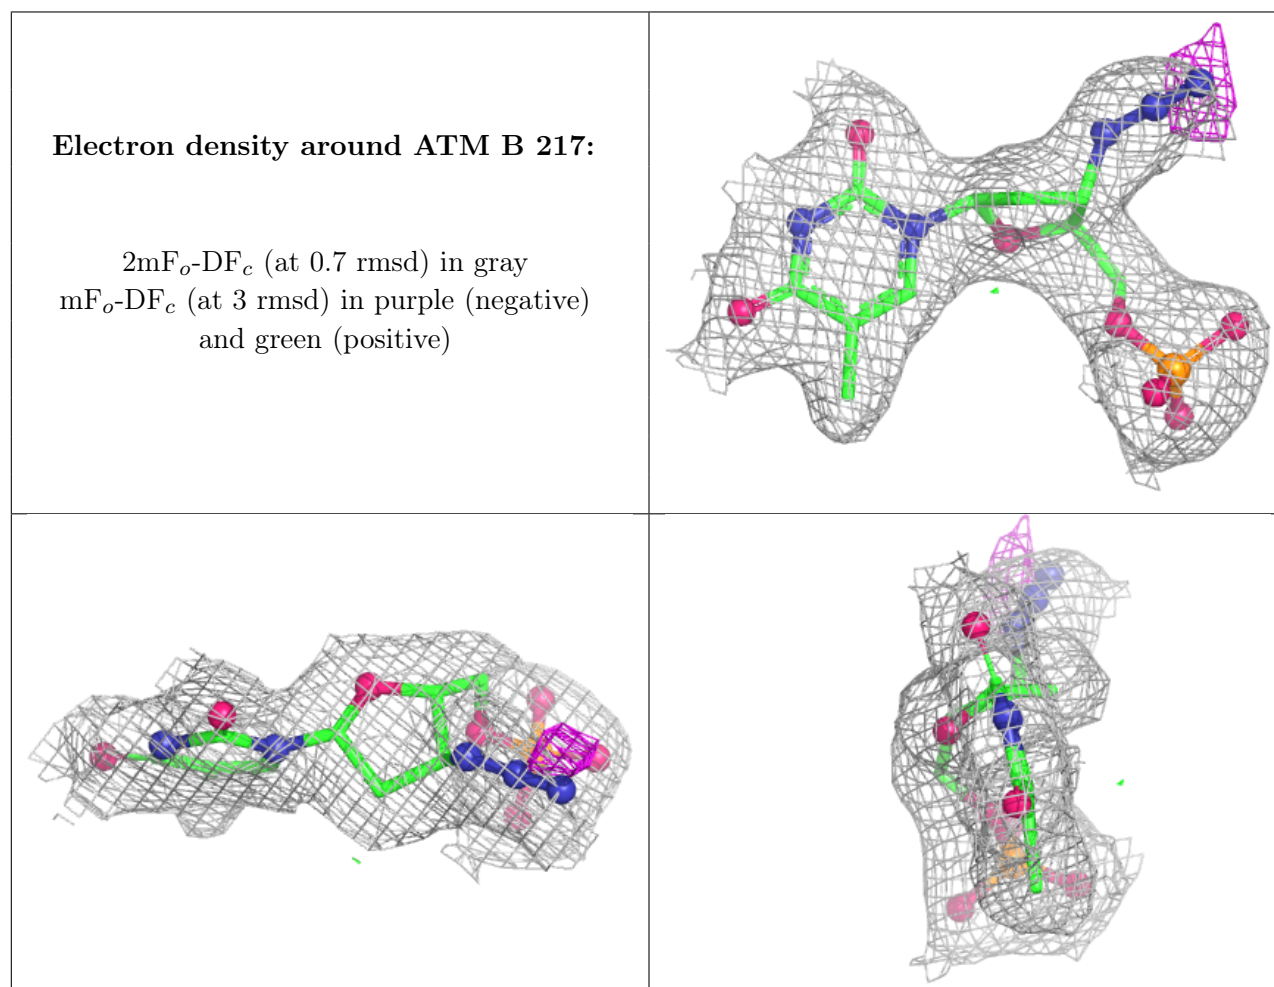 Electron density around ATM B 217:
2mFo-DFc (at 0.7 rmsd) in gray
mFo-DFc (at 3 rmsd) in purple (negative)
and green (positive)